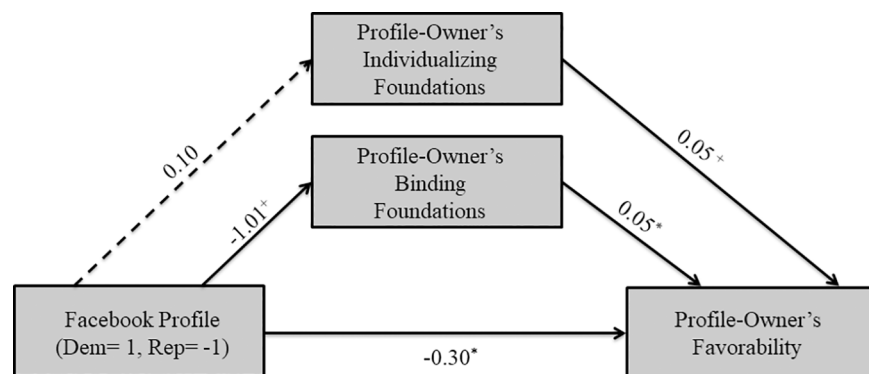 Profile-Owner’s
Individualizing
Foundations
0.10
0.05 +
Profile-Owner’s
Binding
Foundations
-1.01+
0.05*
Facebook Profile
(Dem= 1, Rep= -1)
-0.30*
Profile-Owner’s
Favorability